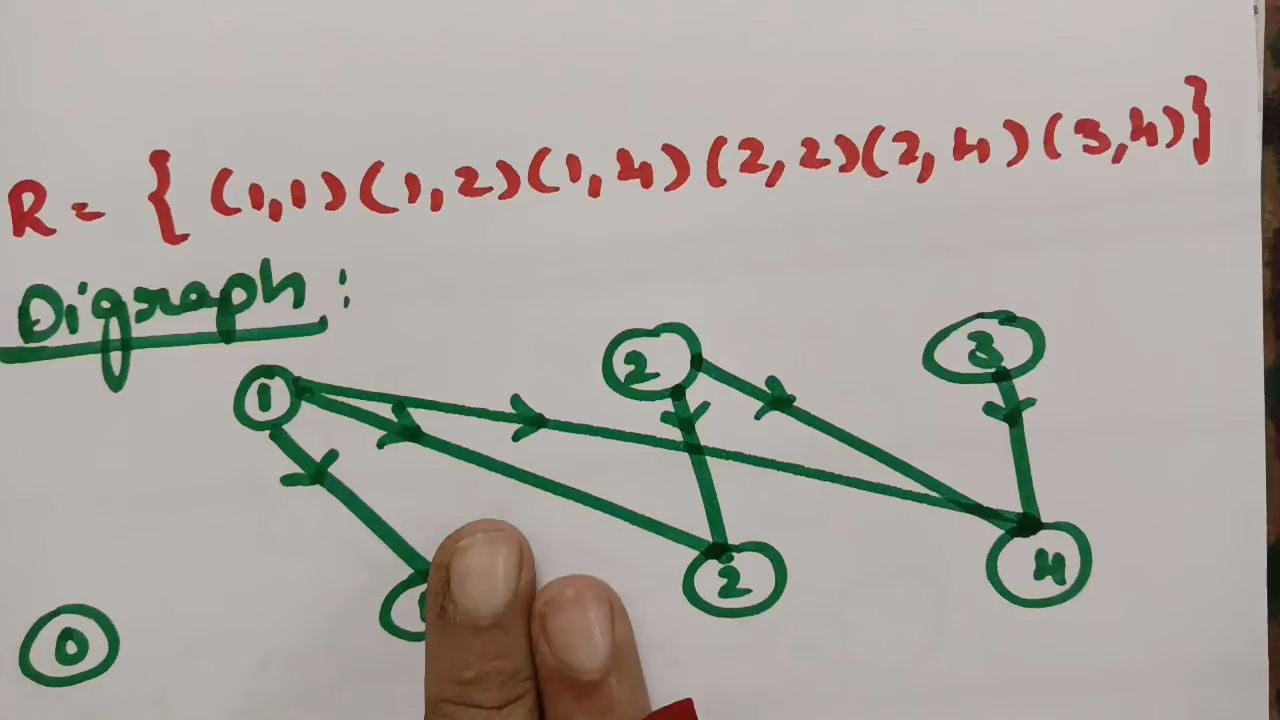 R = { (1,1) (1,2) (1,4) (2,2) (2,4) (3,4) }
Digraph :
1 2 3
0 2 4